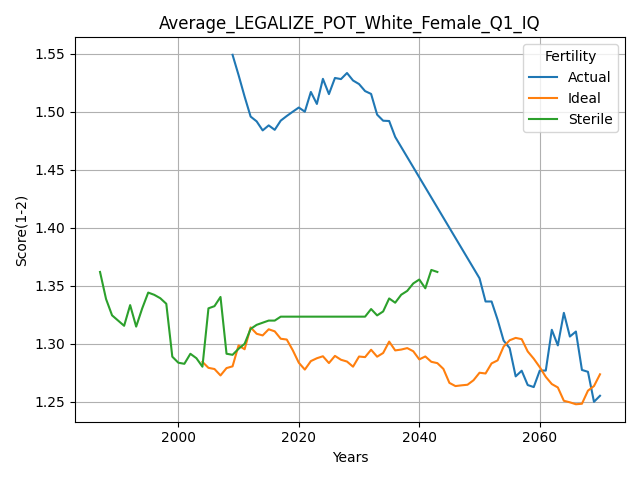 Average_LEGALIZE_POT_White_Female_Q1_IQ
Fertility
Actual
Ideal
Sterile
Score(1-2)
1.55
1.50
1.45
1.40
1.35
1.30
1.25
2000
2020
2040
2060
Years